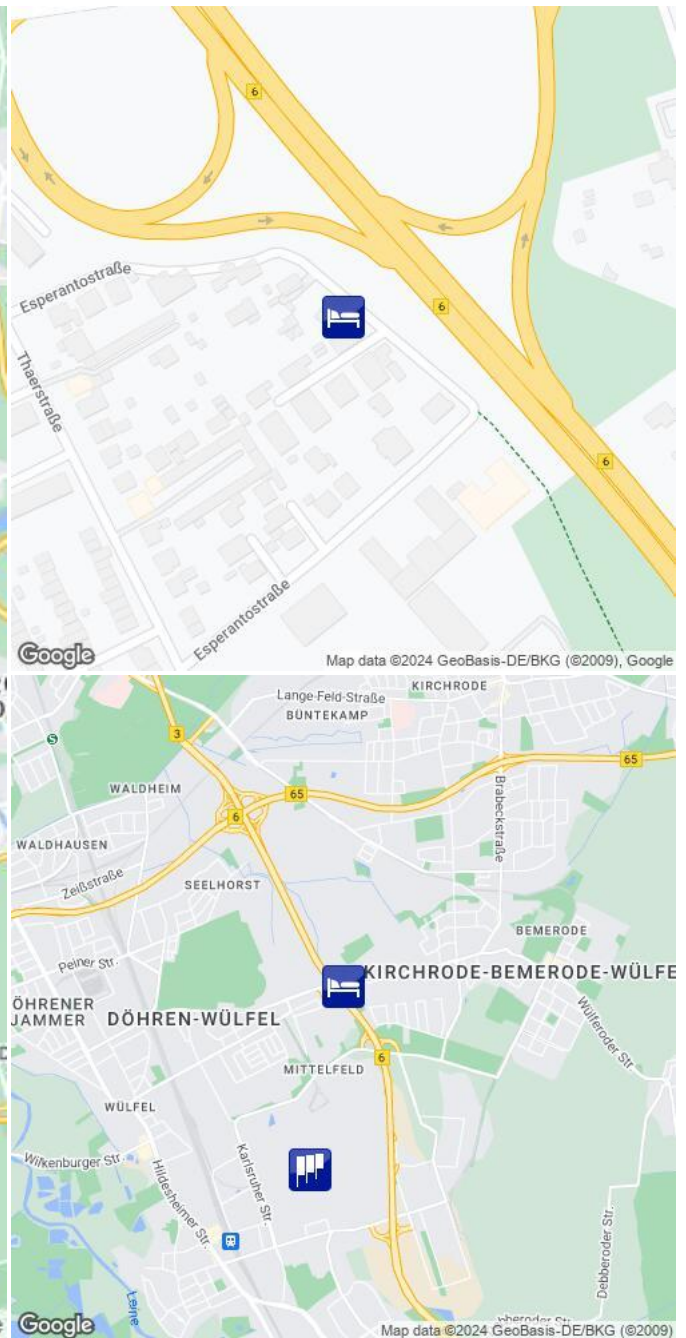 6
Esperantostraße
6
Thaerstraße
6
Esperantostraße
Google
Map data ©2024 GeoBasis-DE/BKG (©2009), Google
KIRCHRODE
Lange-Feld-Straße
BÜNTEKAMP
3
S
65
WALDHEIM
65
6
Brabeckstraße
WALDHAUSEN
Zeißstraße
SEELHORST
BEMERODE
Peiner Str.
KIRCHRODE-BEMERODE-WÜLFE
ÖHRENER
JAMMER
DÖHREN-WÜLFEL
Wülferoder Str
6
MITTELFELD
WÜLFEL
Wilkenburger Str
Karlsruher Str.
Hildesheimer Str.
Debberoder Str.
Leine
Google
Map data ©2024 GeoBasis-DE/BKG (©2009)